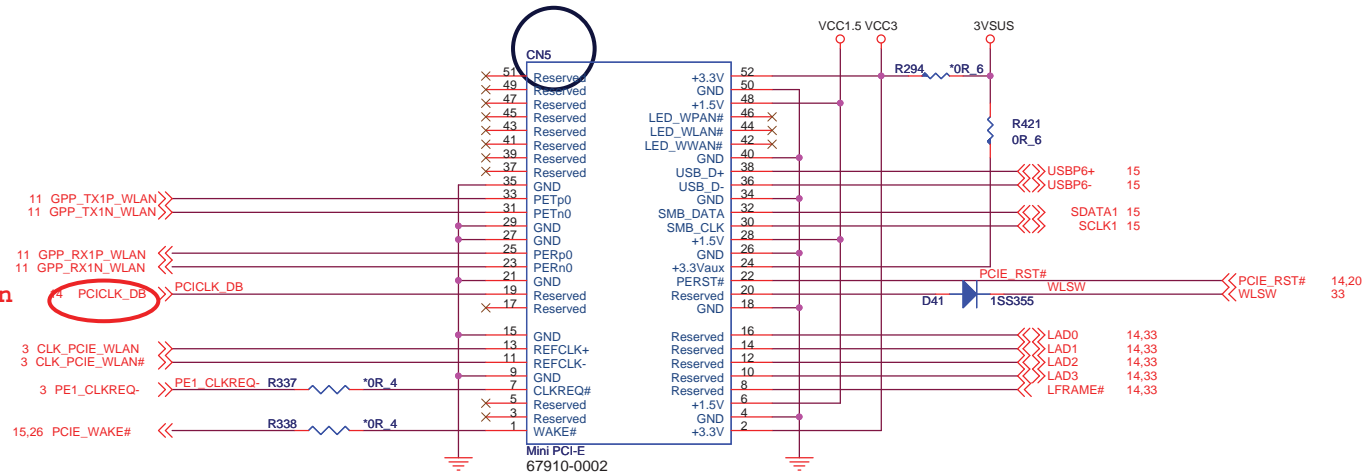 VCC1.5 VCC3 3VSUS
CN5
51 Reserved +3.3V 52 R294 *0R_6
49 Reserved GND 50
47 Reserved +1.5V 48
45 Reserved LED_WPAN# 46
43 Reserved LED_WLAN# 44 R421
41 Reserved LED_WWAN# 42 0R_6
39 Reserved GND 40
37 Reserved USB_D+ 38 USBP6+ 15
35 GND USB_D- 36 USBP6- 15
11 GPP_TX1P_WLAN 33 PETp0 GND 34
11 GPP_TX1N_WLAN 31 PETn0 SMB_DATA 32 SDATA1 15
29 GND SMB_CLK 30 SCLK1 15
27 GND +1.5V 28
11 GPP_RX1P_WLAN 25 PERp0 GND 26
11 GPP_RX1N_WLAN 23 PERn0 +3.3Vaux 24
21 GND PERST# 22 PCIE_RST# PCIE_RST# 14,20
n 14 PCICLK_DB PCICLK_DB 19 Reserved Reserved 20 WLSW WLSW 33
17 Reserved GND 18 D41 1SS355
15 GND Reserved 16 LAD0 14,33
3 CLK_PCIE_WLAN 13 REFCLK+ Reserved 14 LAD1 14,33
3 CLK_PCIE_WLAN# 11 REFCLK- Reserved 12 LAD2 14,33
9 GND Reserved 10 LAD3 14,33
3 PE1_CLKREQ- PE1_CLKREQ- R337 *0R_4 7 CLKREQ# Reserved 8 LFRAME# 14,33
5 Reserved +1.5V 6
3 Reserved GND 4
15,26 PCIE_WAKE# R338 *0R_4 1 WAKE# +3.3V 2
Mini PCI-E
67910-0002